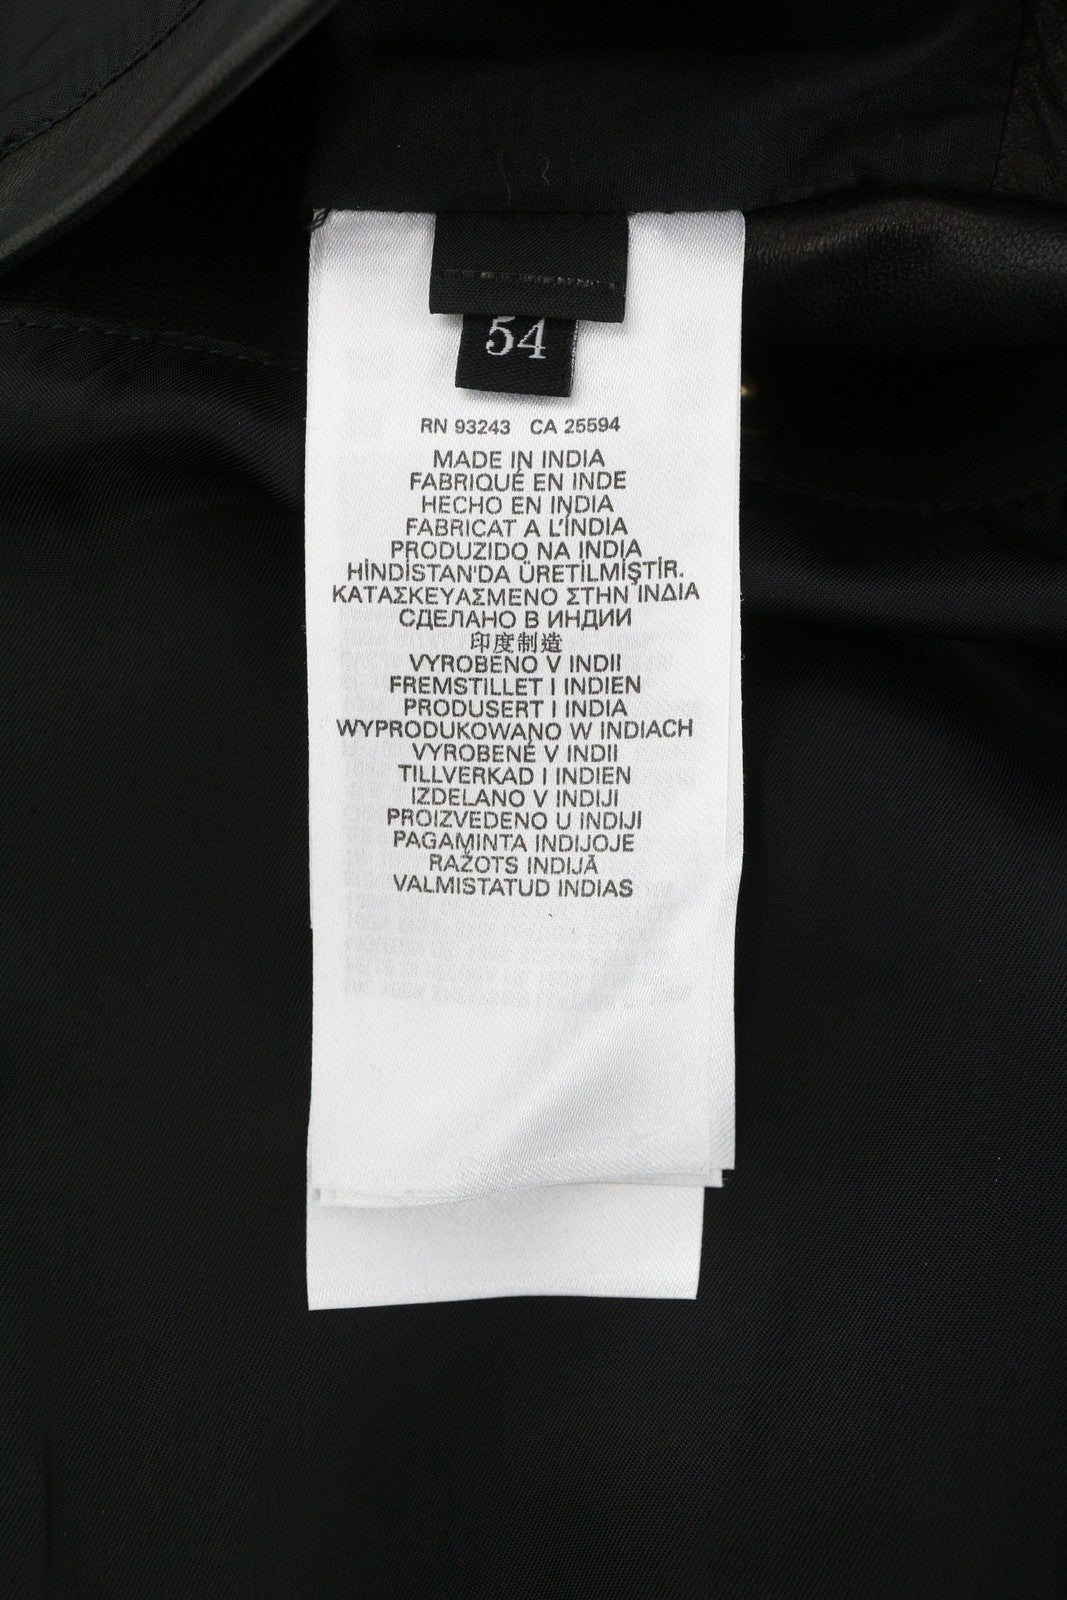 54
RN 93243 CA 25594
MADE IN INDIA
FABRIQUÉ EN INDE
HECHO EN INDIA
FABRICAT A L'ÍNDIA
PRODUZIDO NA INDIA
HİNDİSTAN'DA ÜRETİLMİŞTİR.
ΚΑΤΑΣΚΕΥΑΣΜΕΝΟ ΣΤΗΝ ΙΝΔΙΑ
СДЕЛАНО В ИНДИИ
印度制造
VYROBENO V INDII
FREMSTILLET I INDIEN
PRODUSERT I INDIA
WYPRODUKOWANO W INDIACH
VYROBENÉ V INDII
TILLVERKAD I INDIEN
IZDELANO V INDIJI
PROIZVEDENO U INDIJI
PAGAMINTA INDIJOJE
RAŽOTS INDIJĀ
VALMISTATUD INDIAS